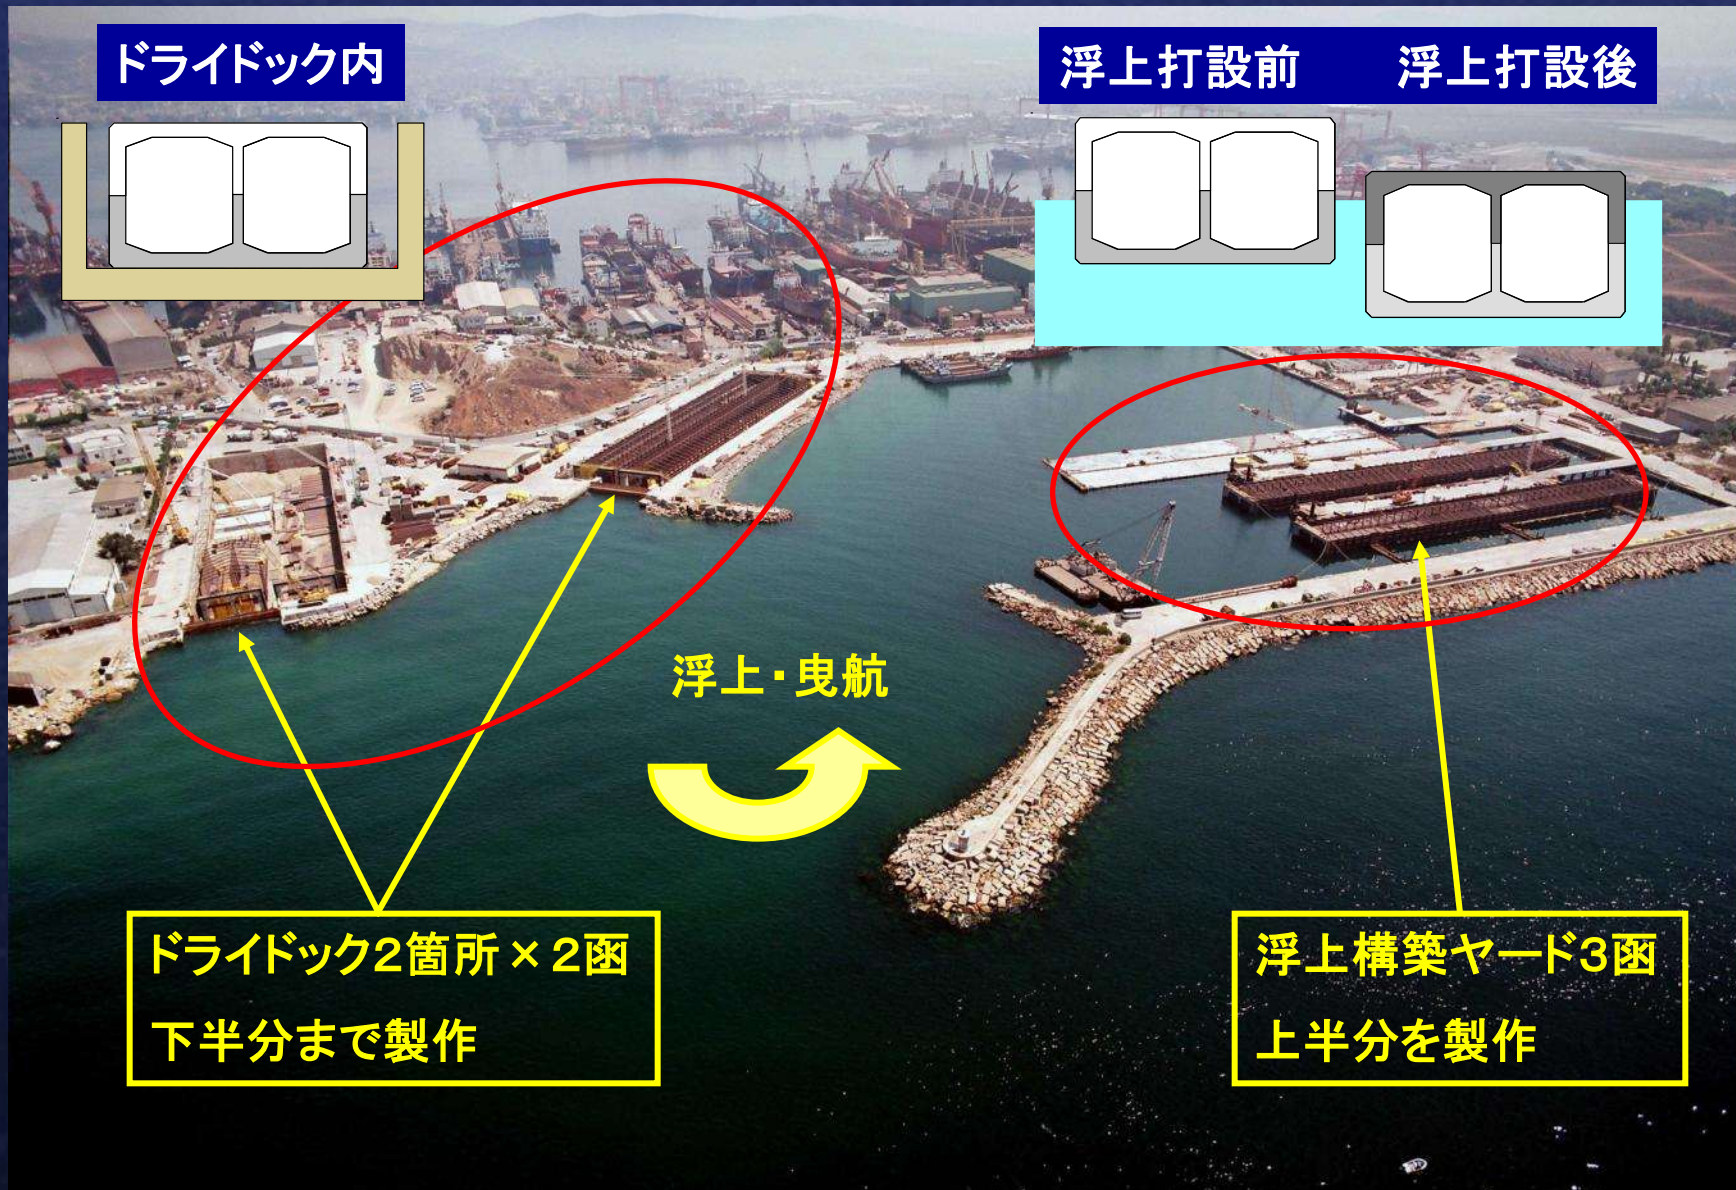 ドライドック内
浮上打設前 浮上打設後
浮上・曳航
ドライドック2箇所×2函
下半分まで製作
浮上構築ヤード3函
上半分を製作